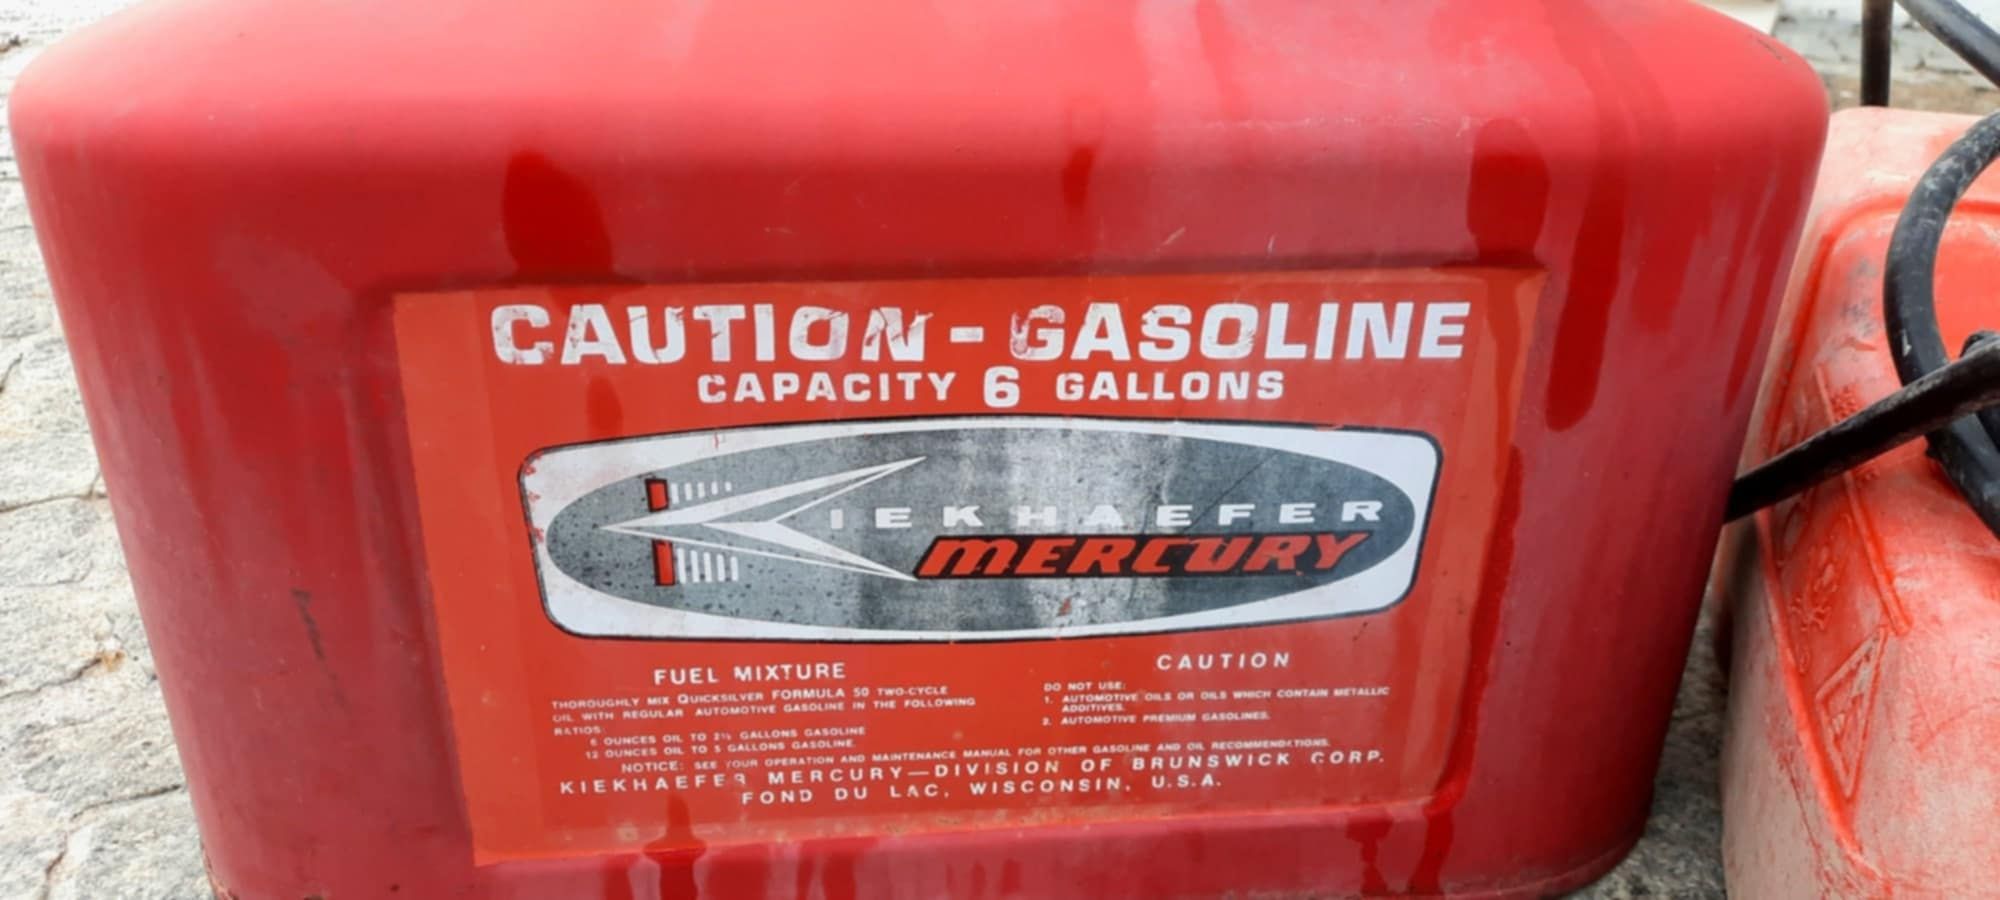 CAUTION - GASOLINE
CAPACITY 6 GALLONS
KIEKHAEFER
MERCURY
FUEL MIXTURE
THOROUGHLY MIX QUICKSILVER FORMULA 50 TWO-CYCLE
OIL WITH REGULAR AUTOMOTIVE GASOLINE IN THE FOLLOWING
RATIOS:
6 OUNCES OIL TO 2½ GALLONS GASOLINE
12 OUNCES OIL TO 5 GALLONS GASOLINE.
CAUTION
DO NOT USE:
1. AUTOMOTIVE OILS OR OILS WHICH CONTAIN METALLIC
ADDITIVES.
2. AUTOMOTIVE PREMIUM GASOLINES.
NOTICE: SEE YOUR OPERATION AND MAINTENANCE MANUAL FOR OTHER GASOLINE AND OIL RECOMMENDATIONS.
KIEKHAEFER MERCURY—DIVISION OF BRUNSWICK CORP.
FOND DU LAC, WISCONSIN, U.S.A.